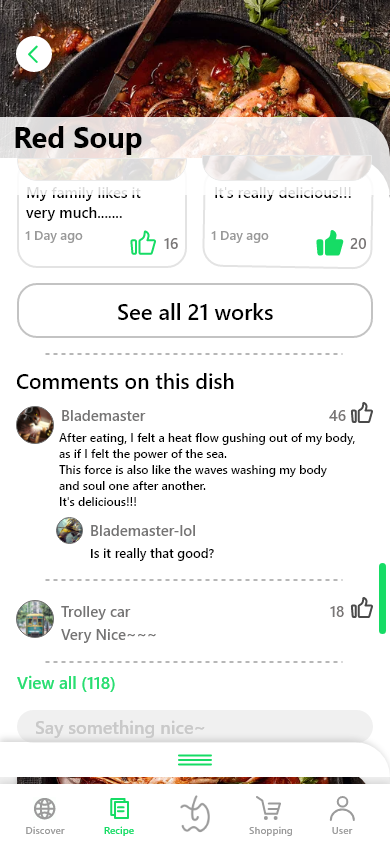 Red Soup
My family likes it
very much.......
1 Day ago
16
It's really delicious!!!
1 Day ago
20
See all 21 works
Comments on this dish
Blademaster
46
After eating, I felt a heat flow gushing out of my body,
as if I felt the power of the sea.
This force is also like the waves washing my body
and soul one after another.
It's delicious!!!
Blademaster-lol
Is it really that good?
Trolley car
18
Very Nice~~~
View all (118)
Say something nice~
Discover
Recipe
Shopping
User